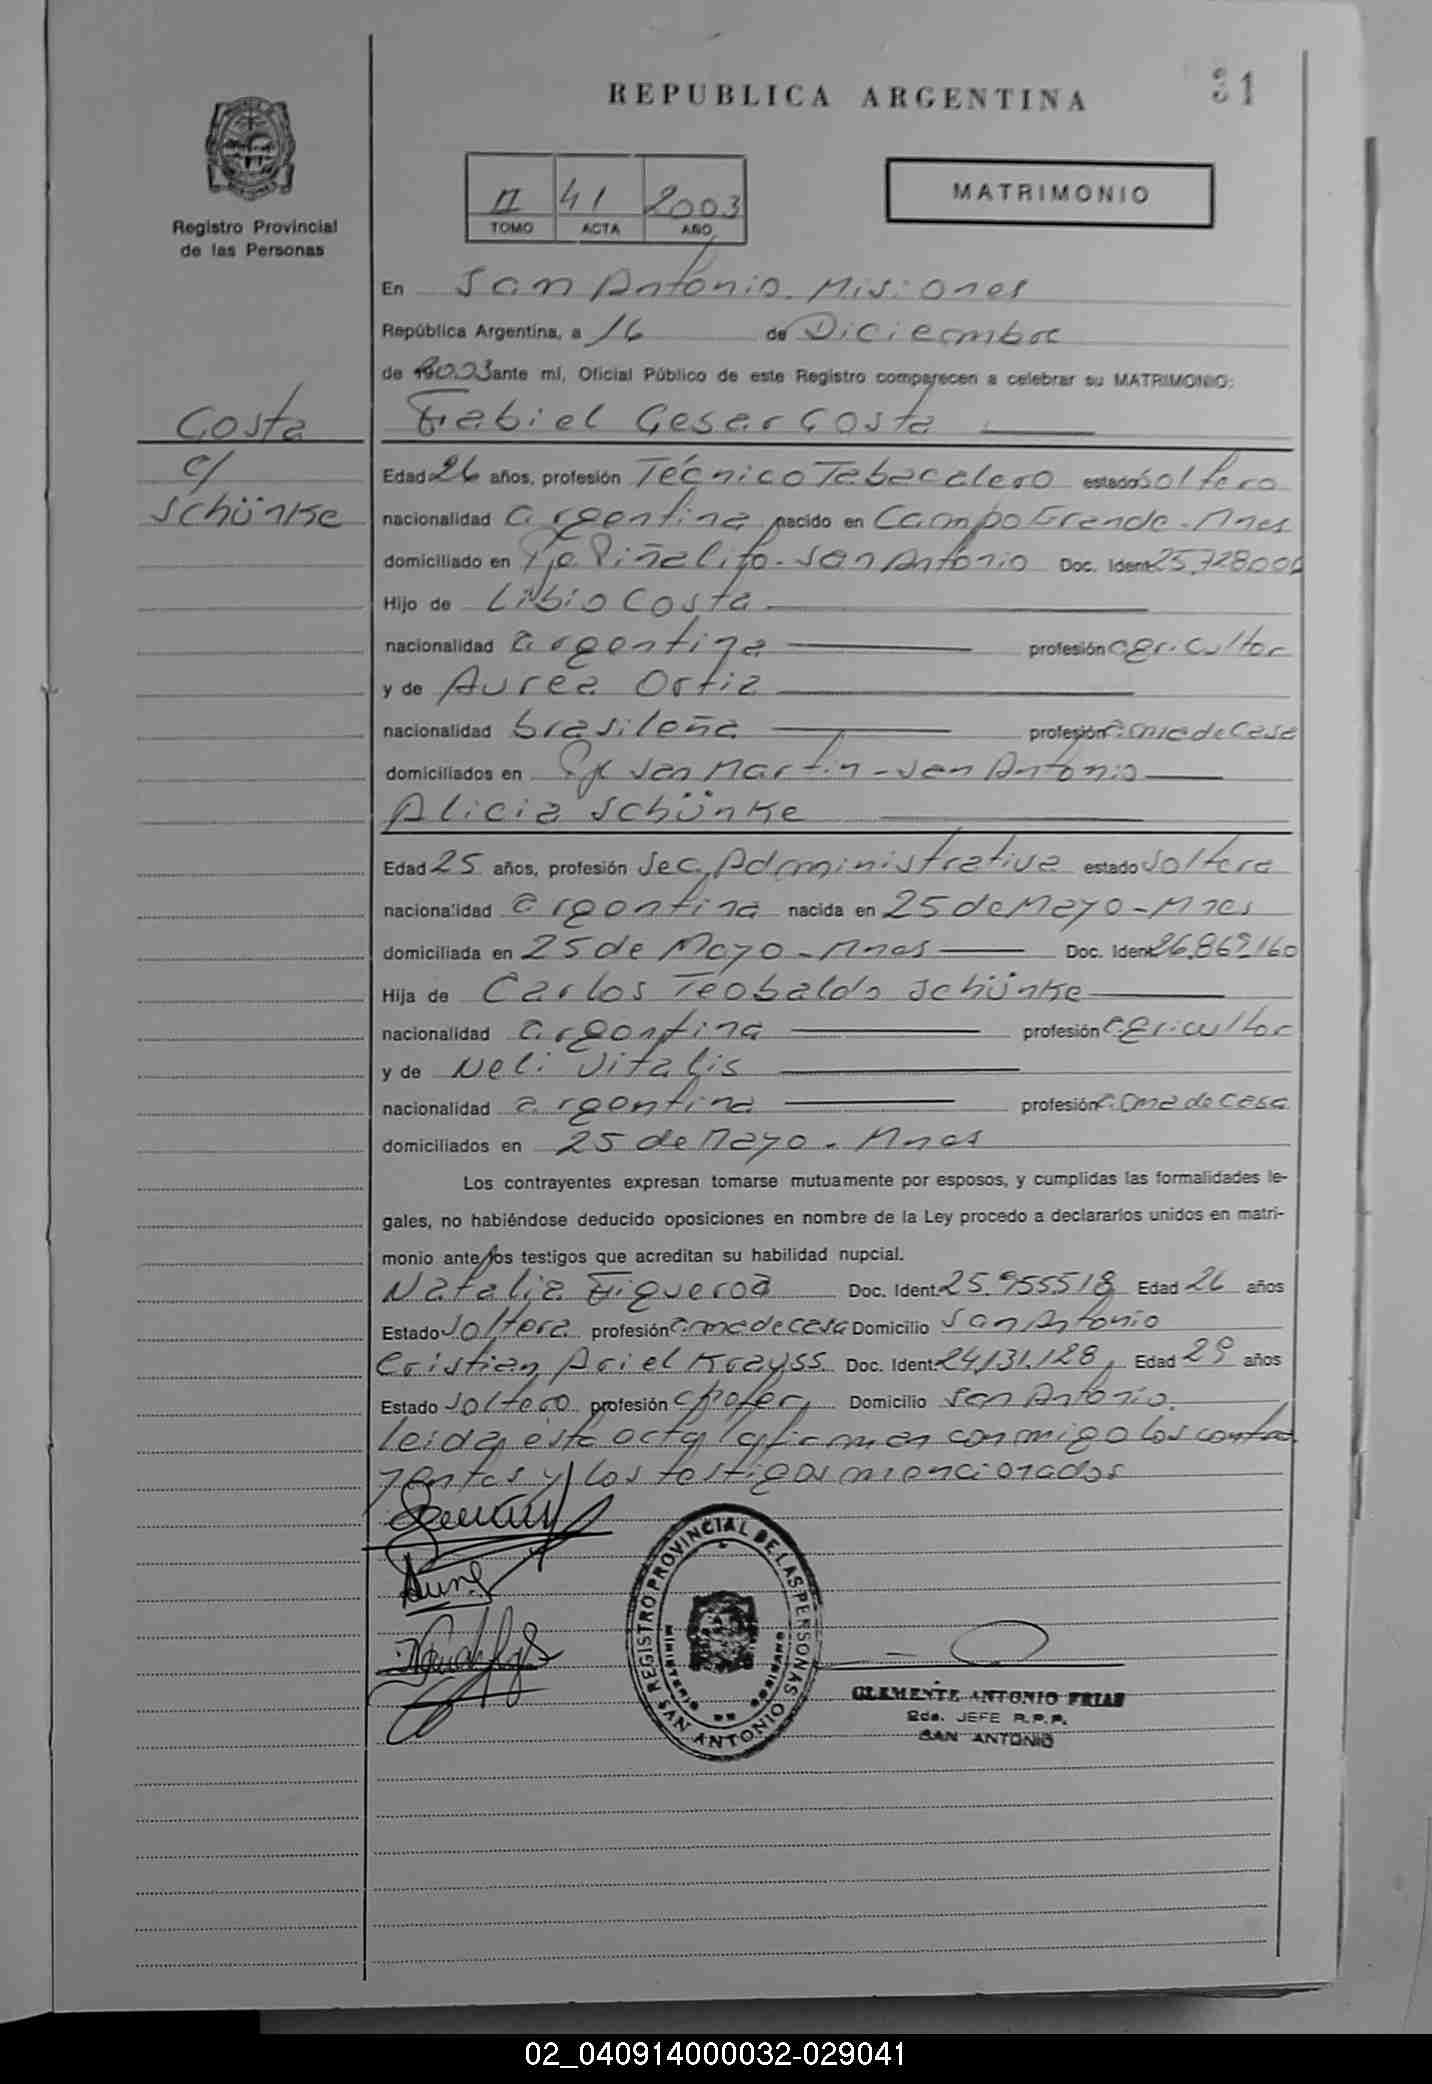 REPUBLICA ARGENTINA
31
Registro Provincial
de las Personas
II 41 2003
TOMO ACTA AÑO
MATRIMONIO
En San Antonio. Misiones
República Argentina, a 16 de Diciembre
de 2003 ante mí, Oficial Público de este Registro comparecen a celebrar su MATRIMONIO:
Costa
c/
Schünke
Gabiel Cesar Costa
Edad 26 años, profesión Técnico Tabacalero estado Soltero
nacionalidad argentina nacido en Campo Grande - Mnes
domiciliado en Pje. Piñalito - San Antonio Doc. Ident.
Hijo de Libio Costa
nacionalidad argentina profesión agricultor
y de Aurea Ortiz
nacionalidad brasileña profesión ama de casa
domiciliados en Pje San Martin - San Antonio
Alicia Schünke
Edad 25 años, profesión Sec. Administrativa estado Soltera
nacionalidad argentina nacida en 25 de Mayo - Mnes
domiciliada en 25 de Mayo - Mnes Doc. Ident. 26.869.160
Hija de Carlos Teobaldo Schünke
nacionalidad argentina profesión agricultor
y de Neli Vitalis
nacionalidad argentina profesión ama de casa
domiciliados en 25 de Mayo - Mnes
Los contrayentes expresan tomarse mutuamente por esposos, y cumplidas las formalidades le-
gales, no habiéndose deducido oposiciones en nombre de la Ley procedo a declararlos unidos en matri-
monio ante los testigos que acreditan su habilidad nupcial.
Natalia Figueroa Doc. Ident. 25.955518 Edad 26 años
Estado Soltera profesión ama de casa Domicilio San Antonio
Cristian Ariel Krayss. Doc. Ident. 24.131.128, Edad 29 años
Estado Soltero profesión chofer, Domicilio San Antonio.
leida esta acta, la firman conmigo los contra
yentes y los testigos mencionados
REGISTRO PROVINCIAL DE LAS PERSONAS
MINISTERIO DE GOBIERNO
SAN ANTONIO
CLEMENTE ANTONIO FRIAS
2do. JEFE R.P.P.
SAN ANTONIO
02_040914000032-029041